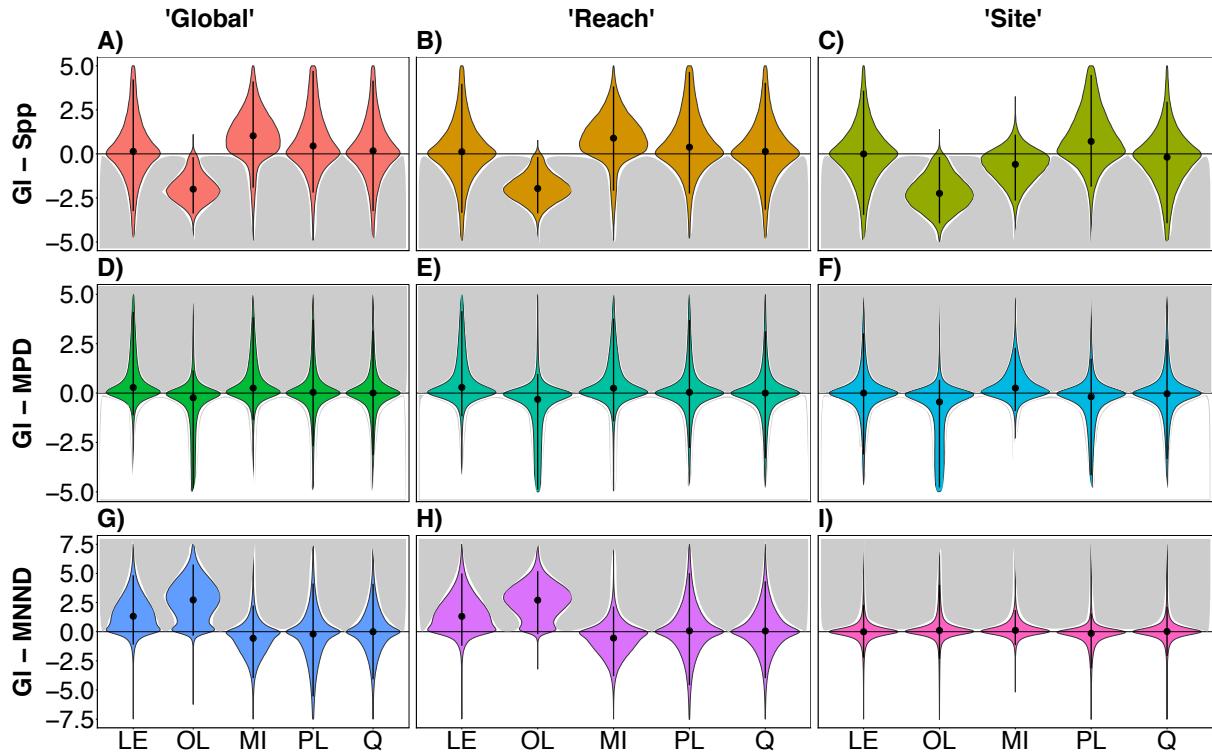 'Global' 'Reach' 'Site'
A) B) C)
GI – Spp
5.0
2.5
0.0
−2.5
−5.0
D) E) F)
GI – MPD
5.0
2.5
0.0
−2.5
−5.0
G) H) I)
GI – MNND
7.5
5.0
2.5
0.0
−2.5
−5.0
−7.5
LE OL MI PL Q LE OL MI PL Q LE OL MI PL Q